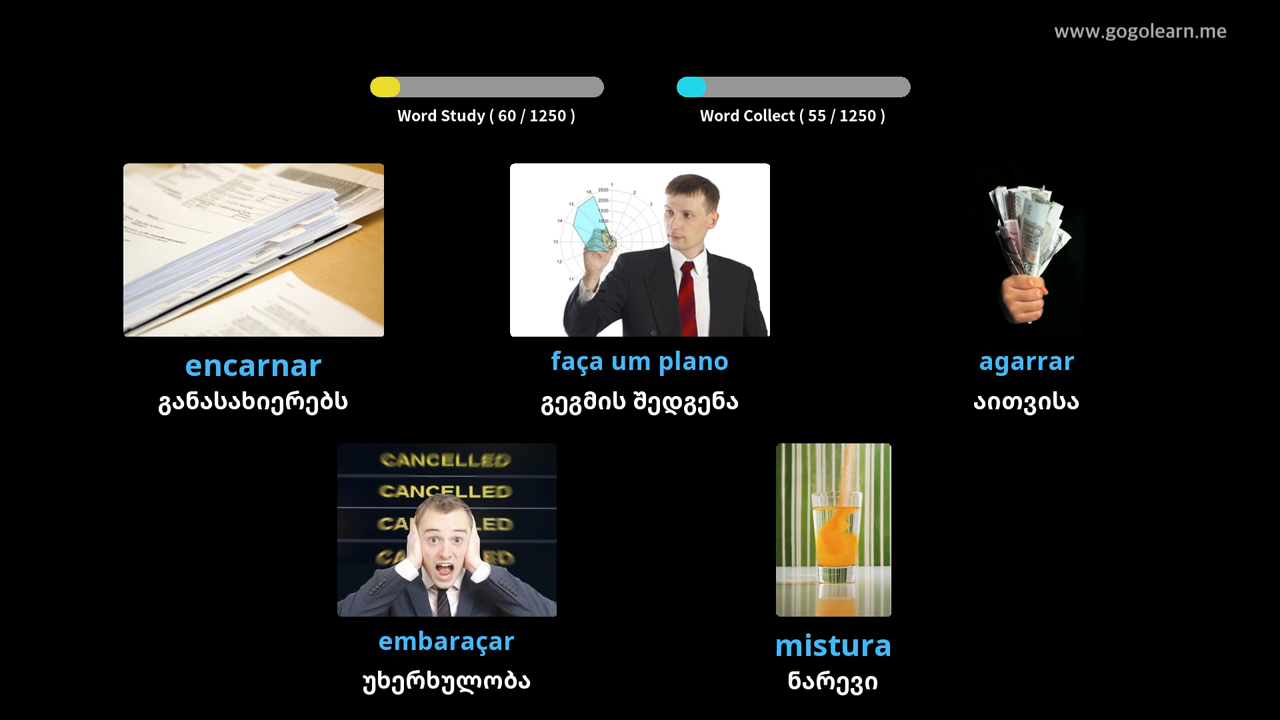 www.gogolearn.me
Word Study ( 60 / 1250 )
Word Collect ( 55 / 1250 )
encarnar
განასახიერებს
faça um plano
გეგმის შედგენა
agarrar
ათვისა
CANCELLED
CANCELLED
embaraçar
უხერხულობა
mistura
ნარევი